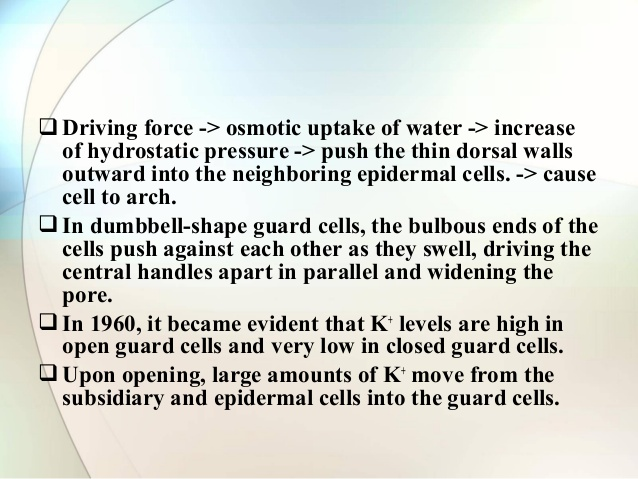 ❑ Driving force -> osmotic uptake of water -> increase
of hydrostatic pressure -> push the thin dorsal walls
outward into the neighboring epidermal cells. -> cause
cell to arch.
❑ In dumbbell-shape guard cells, the bulbous ends of the
cells push against each other as they swell, driving the
central handles apart in parallel and widening the
pore.
❑ In 1960, it became evident that K⁺ levels are high in
open guard cells and very low in closed guard cells.
❑ Upon opening, large amounts of K⁺ move from the
subsidiary and epidermal cells into the guard cells.